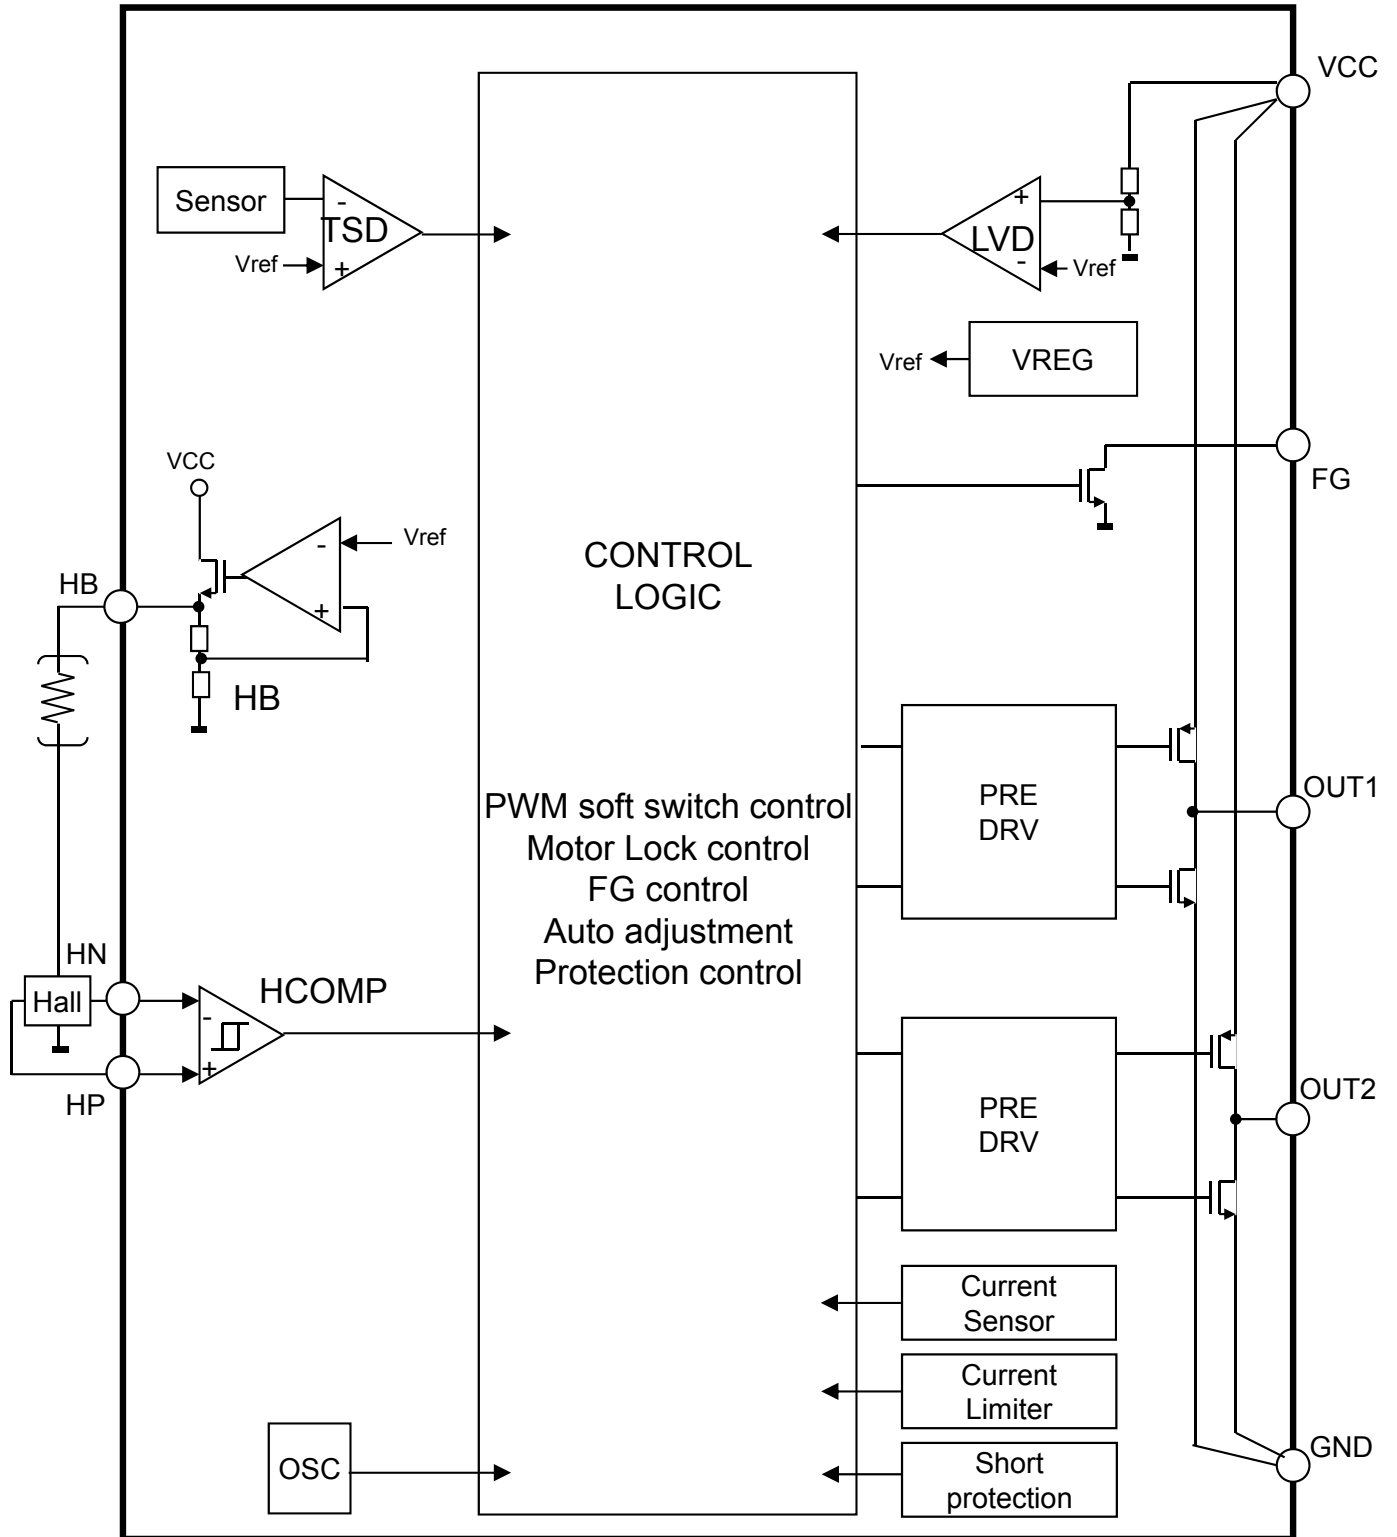 VCC
Sensor
-
TSD
Vref
+
+
LVD
-
Vref
Vref
VREG
FG
VCC
-
Vref
HB
+
HB
CONTROL
LOGIC
PWM soft switch control
Motor Lock control
FG control
Auto adjustment
Protection control
PRE
DRV
OUT1
HN
Hall
HCOMP
-
+
HP
PRE
DRV
OUT2
Current
Sensor
Current
Limiter
OSC
Short
protection
GND